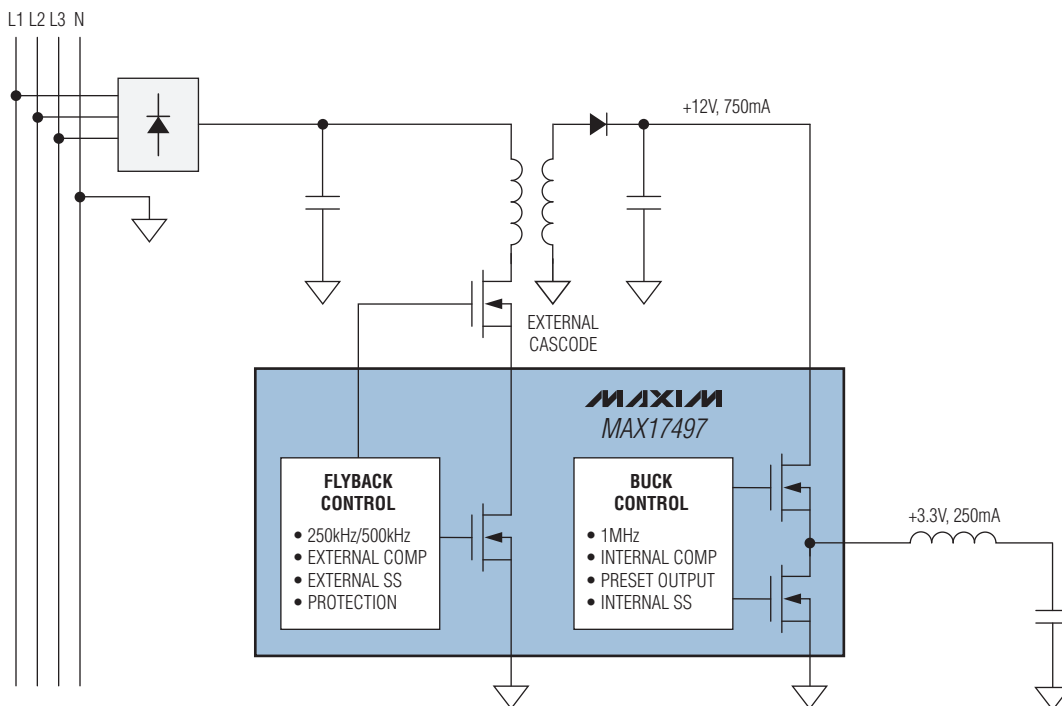 L1 L2 L3 N
+12V, 750mA
EXTERNAL
CASCODE
MAXIM
MAX17497
FLYBACK
CONTROL
• 250kHz/500kHz
• EXTERNAL COMP
• EXTERNAL SS
• PROTECTION
BUCK
CONTROL
• 1MHz
• INTERNAL COMP
• PRESET OUTPUT
• INTERNAL SS
+3.3V, 250mA